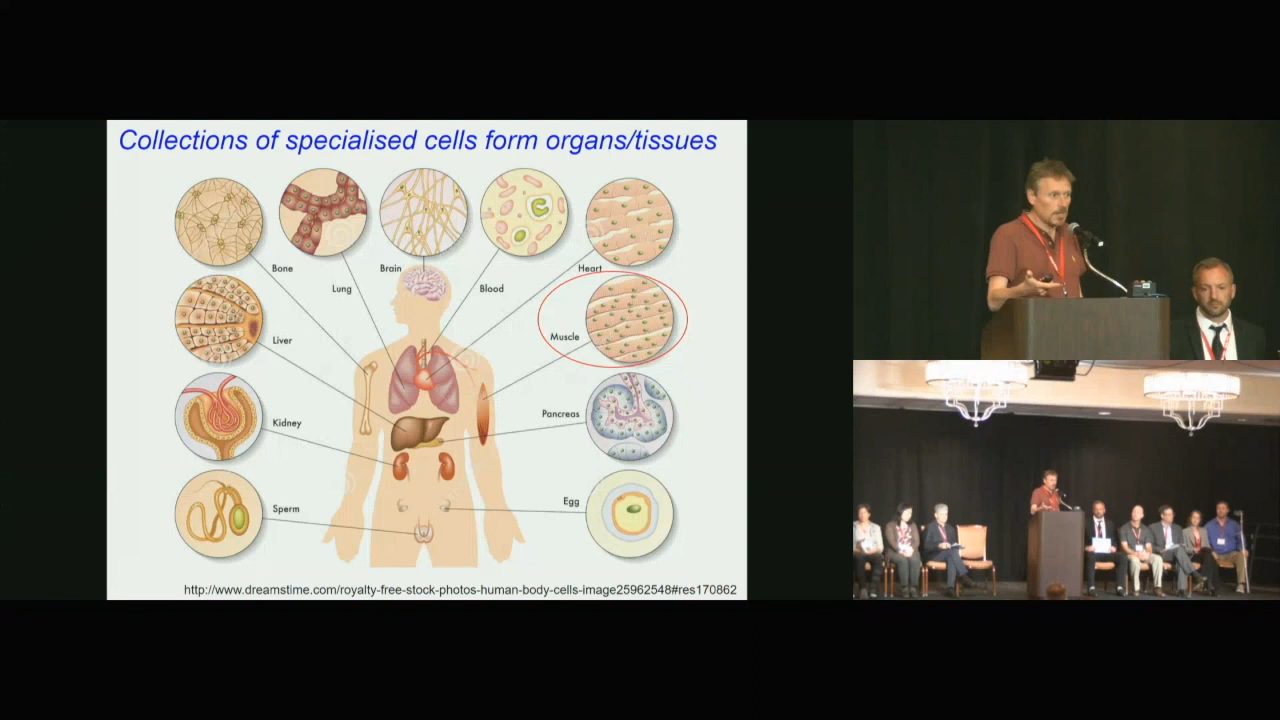 Collections of specialised cells form organs/tissues
Bone
Lung
Brain
Blood
Heart
Liver
Muscle
Kidney
Pancreas
Sperm
Egg
http://www.dreamstime.com/royalty-free-stock-photos-human-body-cells-image25962548#res170862